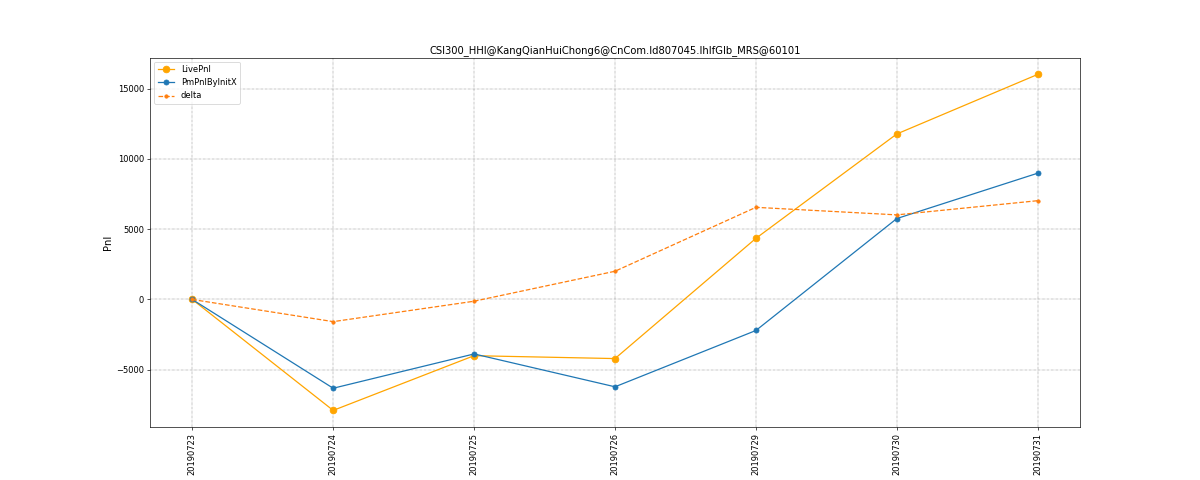 CSI300_HHI@KangQianHuiChong6@CnCom.Id807045.IhIfGlb_MRS@60101
LivePnl
PmPnlByInitX
delta
15000
10000
5000
0
−5000
Pnl
20190723
20190724
20190725
20190726
20190729
20190730
20190731